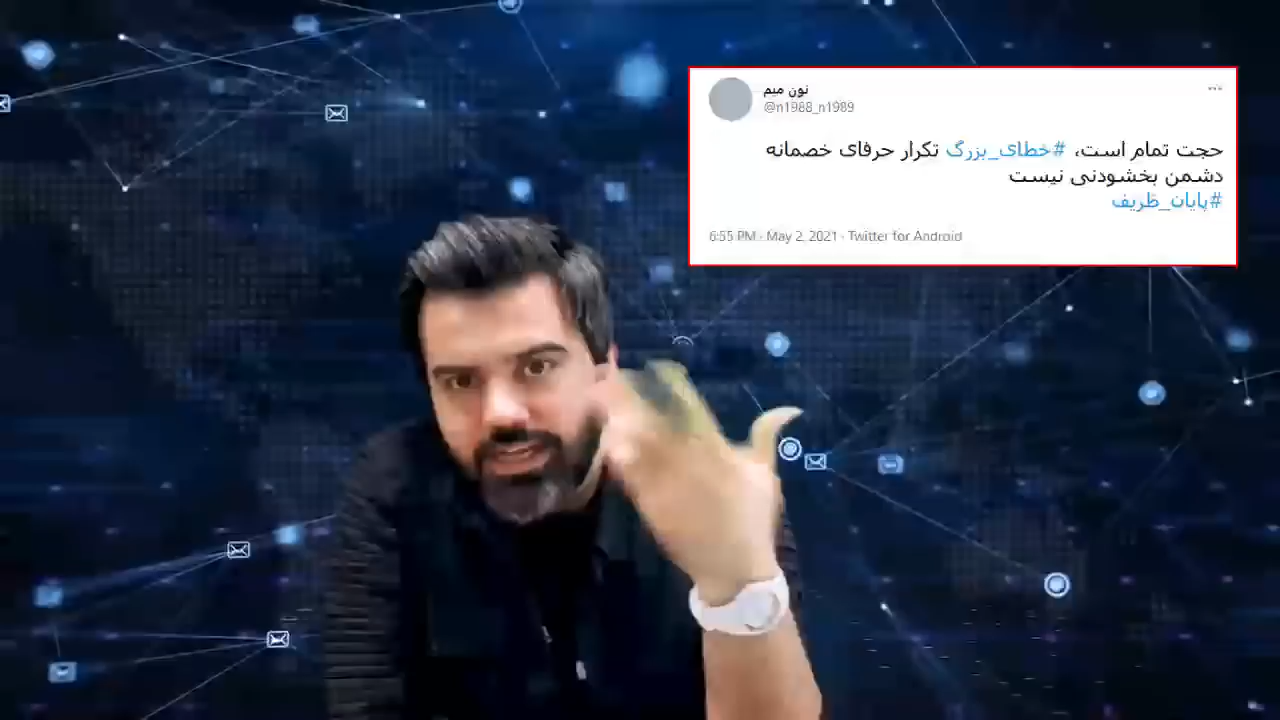 نون میم
@n1988_n1989
حجت تمام است، #خطای_بزرگ تکرار حرفای خصمانه
دشمن بخشودنی نیست
#پایان_ظریف
6:55 PM · May 2, 2021 · Twitter for Android